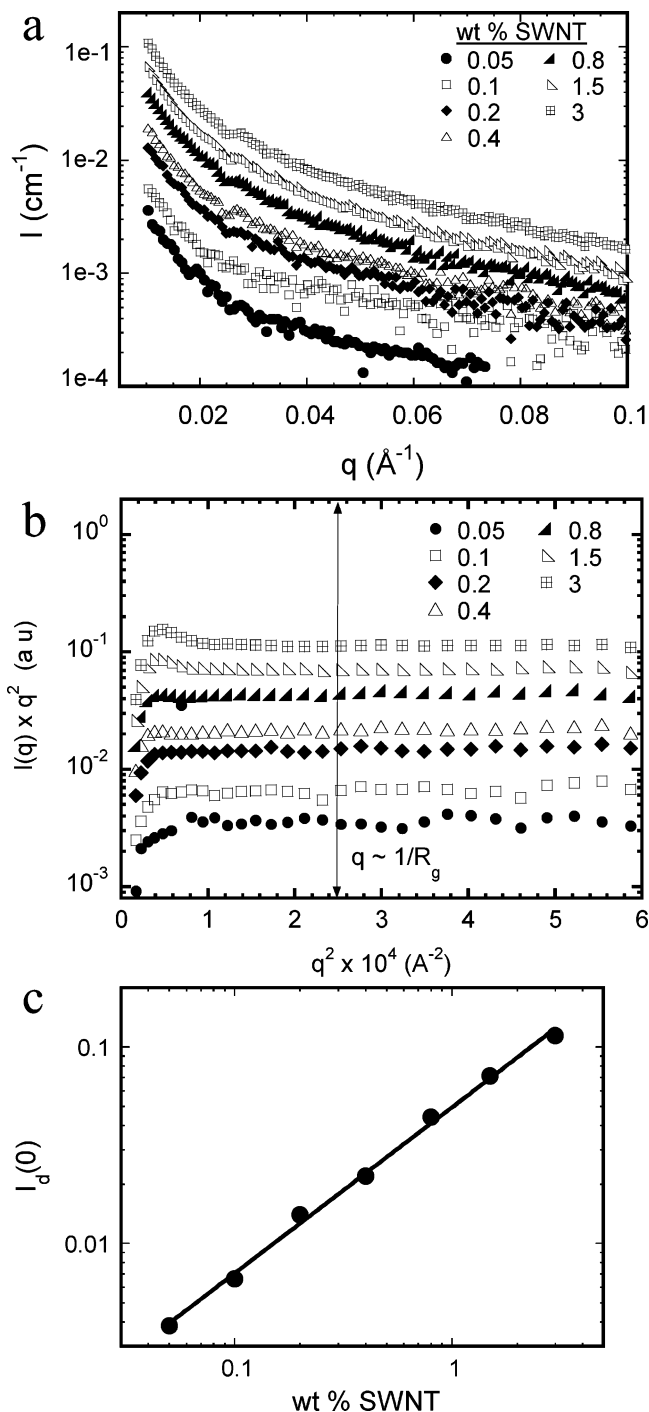 a
wt % SWNT
0.05 0.8
0.1 1.5
0.2 3
0.4
1e-1
1e-2
1e-3
1e-4
I (cm⁻¹)
0.02 0.04 0.06 0.08 0.1
q (Å⁻¹)
b
0.05 0.8
0.1 1.5
0.2 3
0.4
10⁰
10⁻¹
10⁻²
10⁻³
I(q) x q² (a u)
q ~ 1/R_g
0 1 2 3 4 5 6
q² x 10⁴ (A⁻²)
c
0.1
0.01
I_d(0)
0.1 1
wt % SWNT